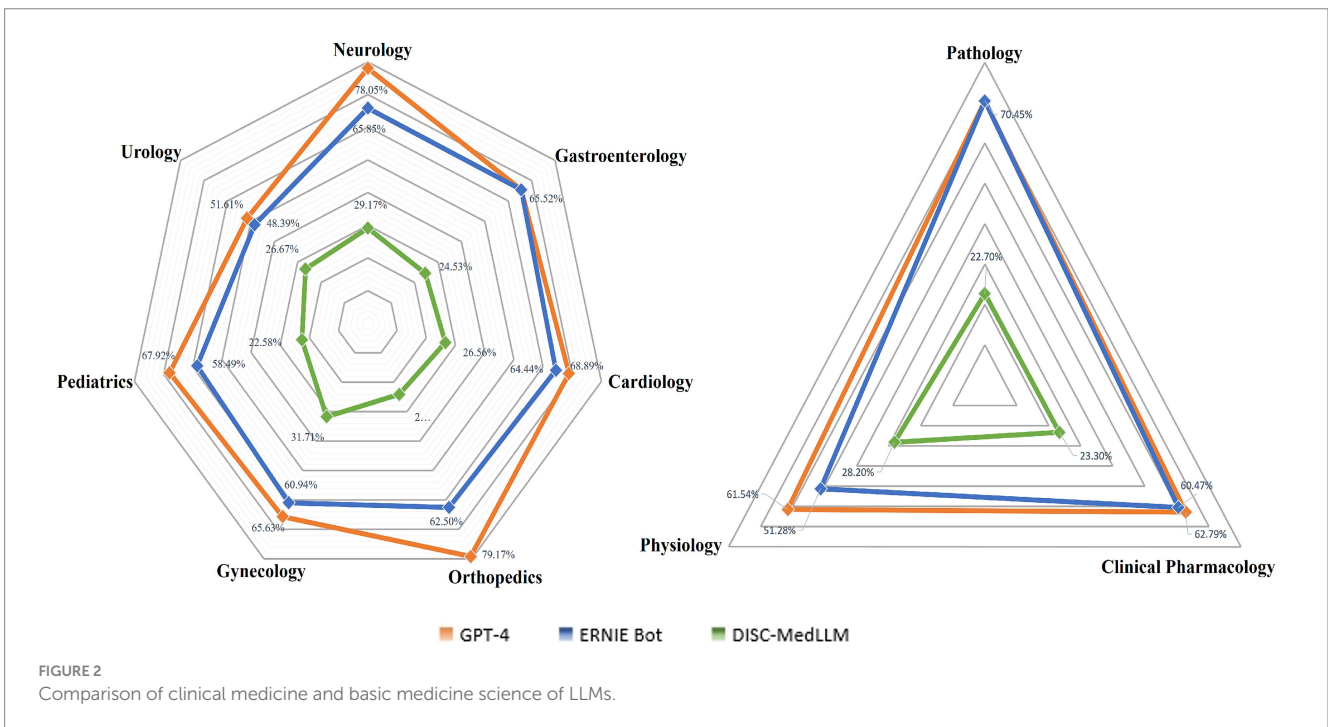 Neurology
78.05%
65.85%
Urology
Gastroenterology
51.61%
48.39%
29.17%
65.52%
26.67%
24.53%
67.92%
58.49%
22.58%
26.56%
64.44%
68.89%
Pediatrics
Cardiology
2...
31.71%
60.94%
62.50%
65.63%
79.17%
Gynecology
Orthopedics
Pathology
70.45%
22.70%
28.20%
23.30%
61.54%
60.47%
51.28%
62.79%
Physiology
Clinical Pharmacology
GPT-4 ERNIE Bot DISC-MedLLM
FIGURE 2
Comparison of clinical medicine and basic medicine science of LLMs.